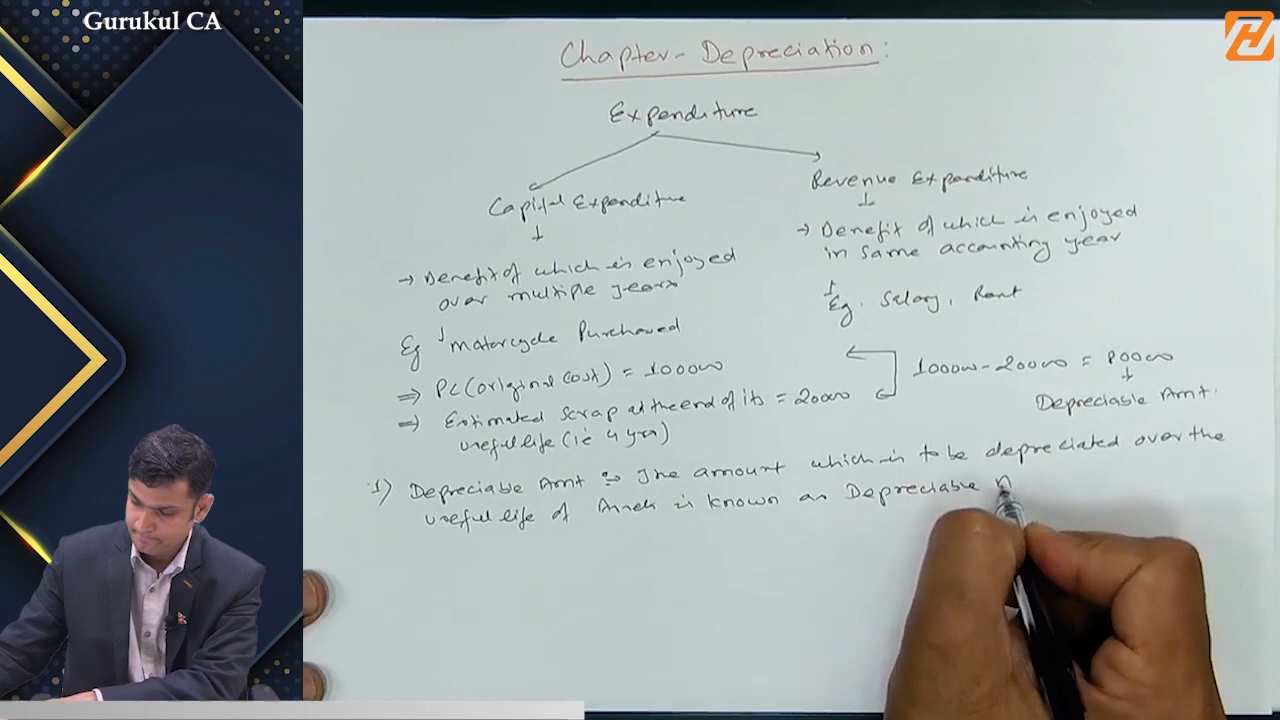 Gurukul CA
Chapter - Depreciation:
Expenditure
Capital Expenditure
Revenue Expenditure
→ Benefit of which is enjoyed
over multiple years
→ Benefit of which is enjoyed
in same accounting year
Eg motorcycle Purchased
Eg. Salary, Rent
⇒ PC (original cost) = 100000
⇒ Estimated scrap at the end of its = 20000
useful life (ie 4 yrs)
100000 - 20000 = 80000
Depreciable Amt.
1) Depreciable Amt :- The amount which is to be depreciated over the
useful life of Assets is known as Depreciable